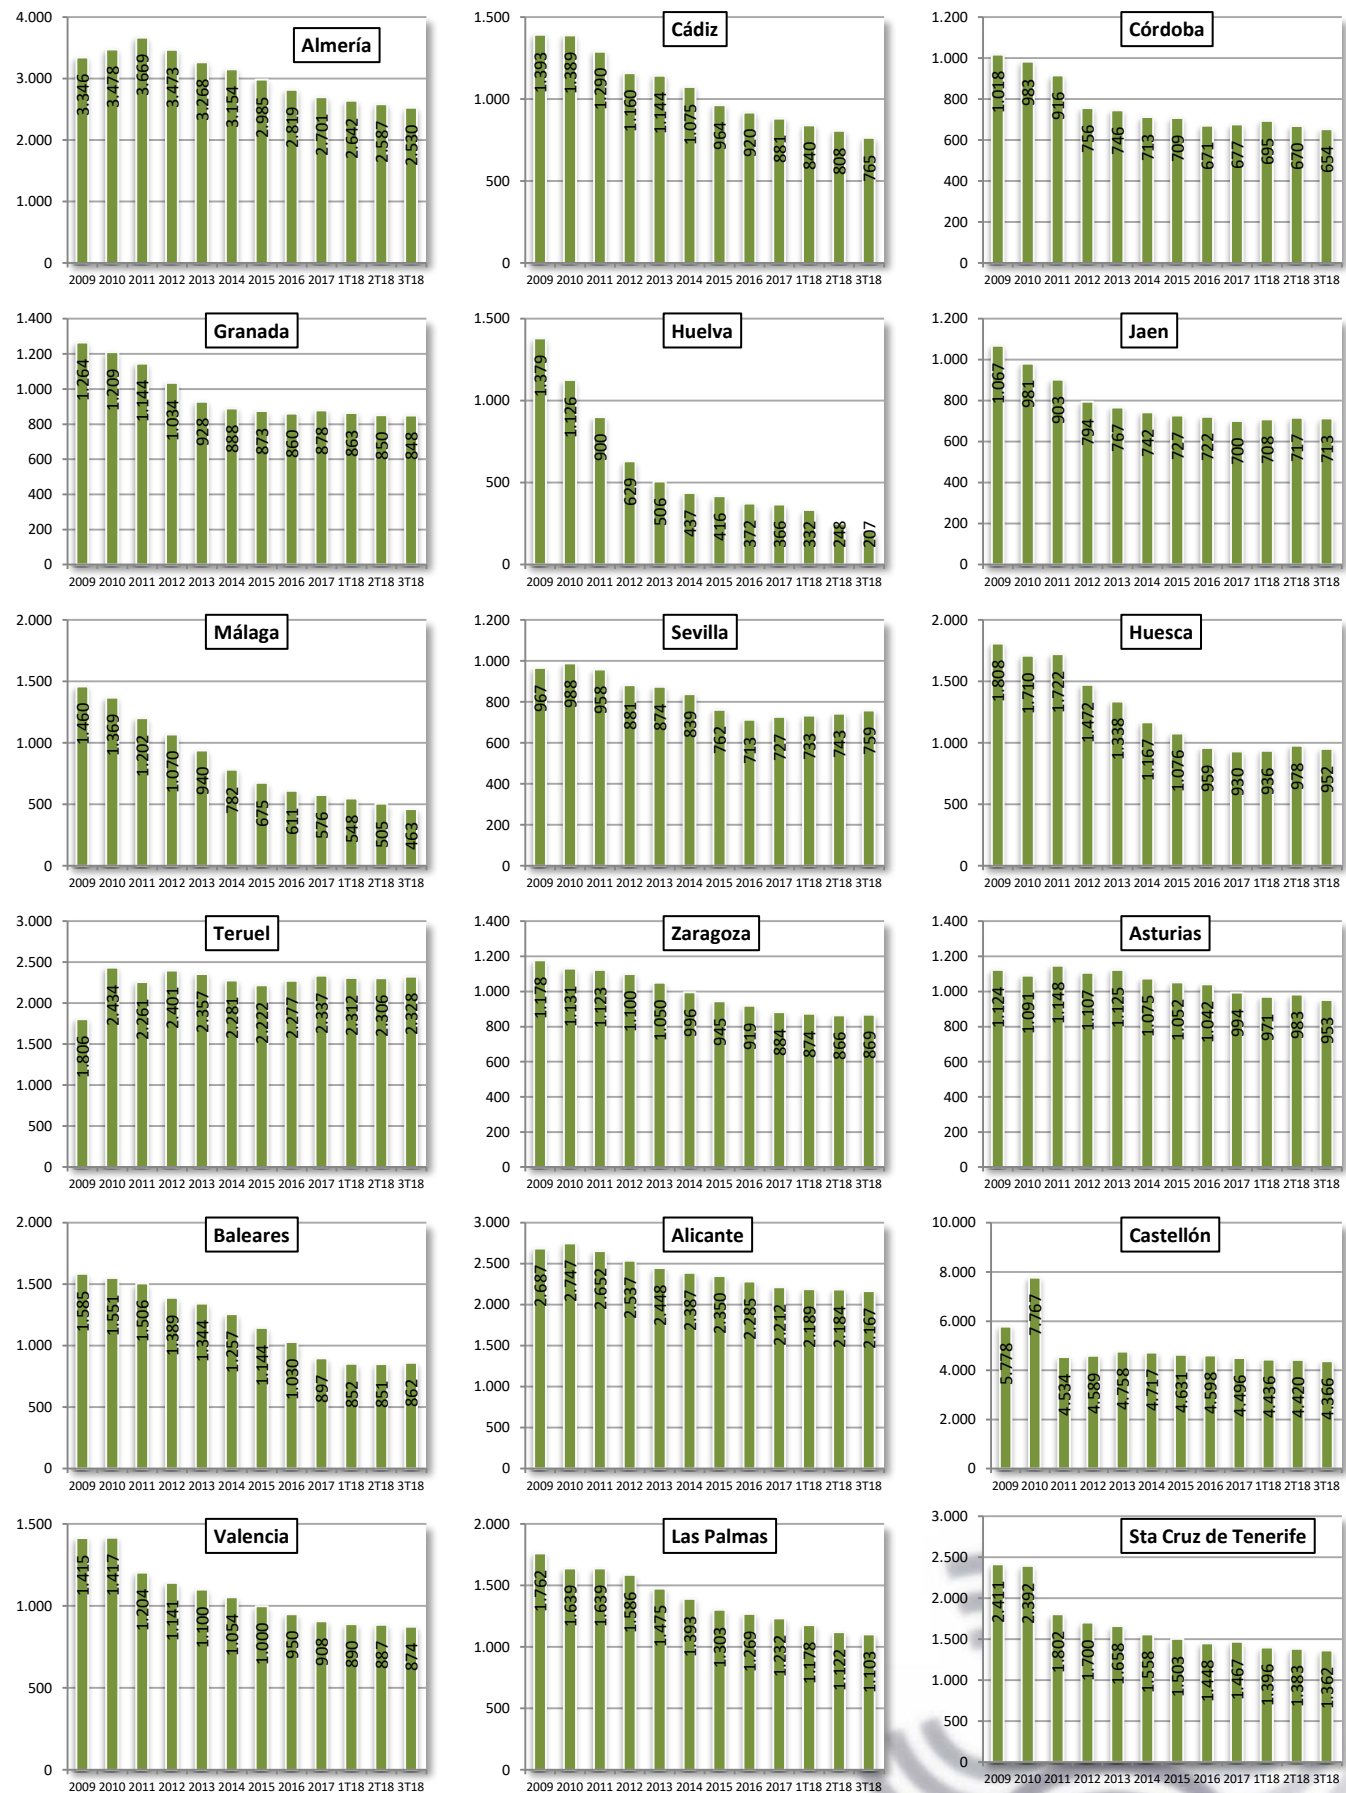 Almería
4.000
3.000
2.000
1.000
0
3.346 3.478 3.669 3.473 3.268 3.154 2.985 2.819 2.701 2.642 2.587 2.530
2009 2010 2011 2012 2013 2014 2015 2016 2017 1T18 2T18 3T18
Cádiz
1.500
1.000
500
0
1.393 1.389 1.290 1.160 1.144 1.075 964 920 881 840 808 765
2009 2010 2011 2012 2013 2014 2015 2016 2017 1T18 2T18 3T18
Córdoba
1.200
1.000
800
600
400
200
0
1.018 983 916 756 746 713 709 671 677 695 670 654
2009 2010 2011 2012 2013 2014 2015 2016 2017 1T18 2T18 3T18
Granada
1.400
1.200
1.000
800
600
400
200
0
1.264 1.209 1.144 1.034 928 888 873 860 878 863 850 848
2009 2010 2011 2012 2013 2014 2015 2016 2017 1T18 2T18 3T18
Huelva
1.500
1.000
500
0
1.379 1.126 900 629 506 437 416 372 366 332 248 207
2009 2010 2011 2012 2013 2014 2015 2016 2017 1T18 2T18 3T18
Jaen
1.200
1.000
800
600
400
200
0
1.067 981 903 794 767 742 727 722 700 708 717 713
2009 2010 2011 2012 2013 2014 2015 2016 2017 1T18 2T18 3T18
Málaga
2.000
1.500
1.000
500
0
1.460 1.369 1.202 1.070 940 782 675 611 576 548 505 463
2009 2010 2011 2012 2013 2014 2015 2016 2017 1T18 2T18 3T18
Sevilla
1.200
1.000
800
600
400
200
0
967 988 958 881 874 839 762 713 727 733 743 759
2009 2010 2011 2012 2013 2014 2015 2016 2017 1T18 2T18 3T18
Huesca
2.000
1.500
1.000
500
0
1.808 1.710 1.722 1.472 1.338 1.167 1.076 959 930 936 978 952
2009 2010 2011 2012 2013 2014 2015 2016 2017 1T18 2T18 3T18
Teruel
3.000
2.500
2.000
1.500
1.000
500
0
1.806 2.434 2.261 2.401 2.357 2.281 2.222 2.277 2.337 2.312 2.306 2.328
2009 2010 2011 2012 2013 2014 2015 2016 2017 1T18 2T18 3T18
Zaragoza
1.400
1.200
1.000
800
600
400
200
0
1.178 1.131 1.123 1.100 1.050 996 945 919 884 874 866 869
2009 2010 2011 2012 2013 2014 2015 2016 2017 1T18 2T18 3T18
Asturias
1.400
1.200
1.000
800
600
400
200
0
1.124 1.091 1.148 1.107 1.125 1.075 1.052 1.042 994 971 983 953
2009 2010 2011 2012 2013 2014 2015 2016 2017 1T18 2T18 3T18
Baleares
2.000
1.500
1.000
500
0
1.585 1.551 1.506 1.389 1.344 1.257 1.144 1.030 897 852 851 862
2009 2010 2011 2012 2013 2014 2015 2016 2017 1T18 2T18 3T18
Alicante
3.000
2.500
2.000
1.500
1.000
500
0
2.687 2.747 2.652 2.537 2.448 2.387 2.350 2.285 2.212 2.189 2.184 2.167
2009 2010 2011 2012 2013 2014 2015 2016 2017 1T18 2T18 3T18
Castellón
10.000
8.000
6.000
4.000
2.000
0
5.778 7.767 4.534 4.589 4.758 4.717 4.631 4.598 4.496 4.436 4.420 4.366
2009 2010 2011 2012 2013 2014 2015 2016 2017 1T18 2T18 3T18
Valencia
1.500
1.000
500
0
1.415 1.417 1.204 1.141 1.100 1.054 1.000 950 908 890 887 874
2009 2010 2011 2012 2013 2014 2015 2016 2017 1T18 2T18 3T18
Las Palmas
2.000
1.500
1.000
500
0
1.762 1.639 1.639 1.586 1.475 1.393 1.303 1.269 1.232 1.178 1.122 1.103
2009 2010 2011 2012 2013 2014 2015 2016 2017 1T18 2T18 3T18
Sta Cruz de Tenerife
3.000
2.500
2.000
1.500
1.000
500
0
2.411 2.392 1.802 1.700 1.658 1.558 1.503 1.448 1.467 1.396 1.383 1.362
2009 2010 2011 2012 2013 2014 2015 2016 2017 1T18 2T18 3T18